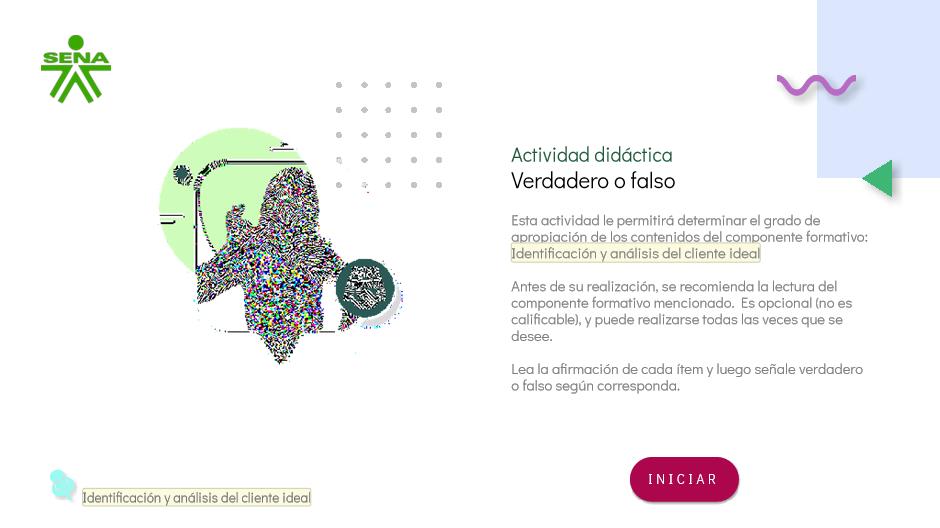 SENA
Actividad didáctica
Verdadero o falso
Esta actividad le permitirá determinar el grado de
apropiación de los contenidos del componente formativo:
Identificación y análisis del cliente ideal
Antes de su realización, se recomienda la lectura del
componente formativo mencionado. Es opcional (no es
calificable), y puede realizarse todas las veces que se
desee.
Lea la afirmación de cada ítem y luego señale verdadero
o falso según corresponda.
INICIAR
Identificación y análisis del cliente ideal